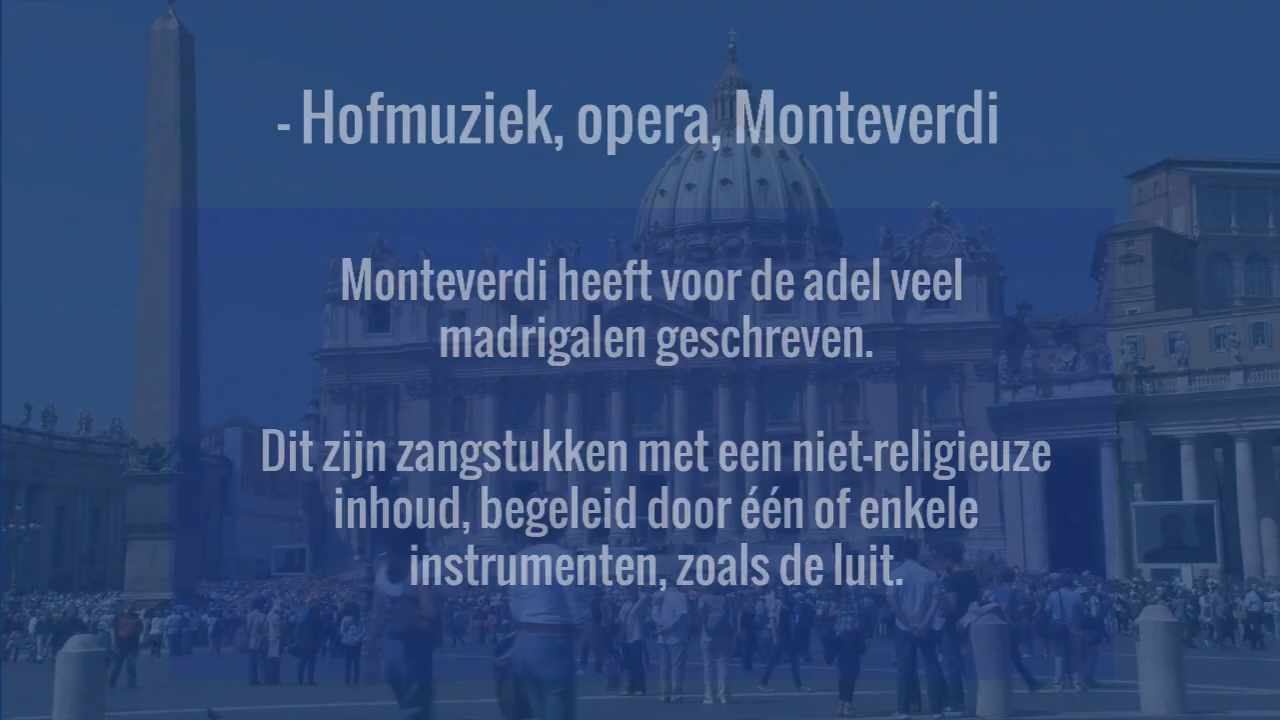 - Hofmuziek, opera, Monteverdi
Monteverdi heeft voor de adel veel
madrigalen geschreven.
Dit zijn zangstukken met een niet-religieuze
inhoud, begeleid door één of enkele
instrumenten, zoals de luit.